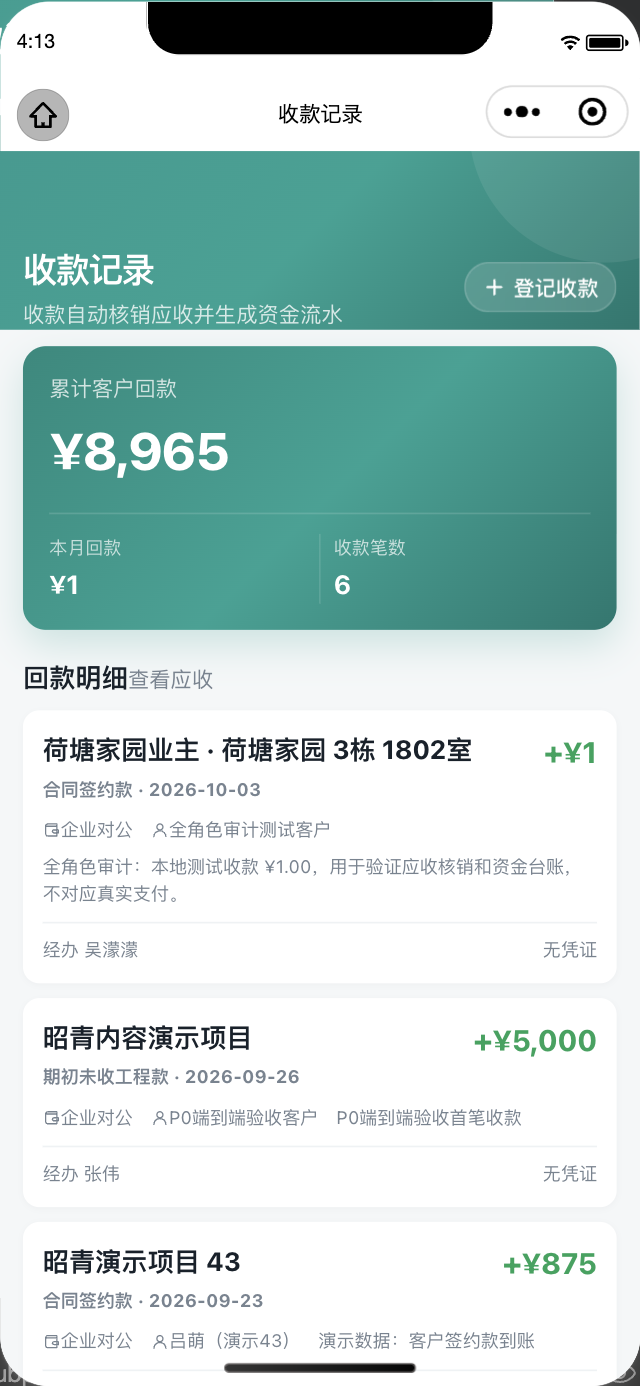 4:13
收款记录
收款记录
收款自动核销应收并生成资金流水
登记收款
累计客户回款
¥8,965
本月回款
收款笔数
¥1
6
回款明细查看应收
荷塘家园业主 · 荷塘家园 3栋 1802室
+¥1
合同签约款 · 2026-10-03
企业对公 全角色审计测试客户
全角色审计：本地测试收款 ¥1.00，用于验证应收核销和资金台账，
不对应真实支付。
经办 吴濛濛
无凭证
昭青内容演示项目
+¥5,000
期初未收工程款 · 2026-09-26
企业对公 P0端到端验收客户 P0端到端验收首笔收款
经办 张伟
无凭证
昭青演示项目 43
+¥875
合同签约款 · 2026-09-23
企业对公 吕萌（演示43） 演示数据：客户签约款到账